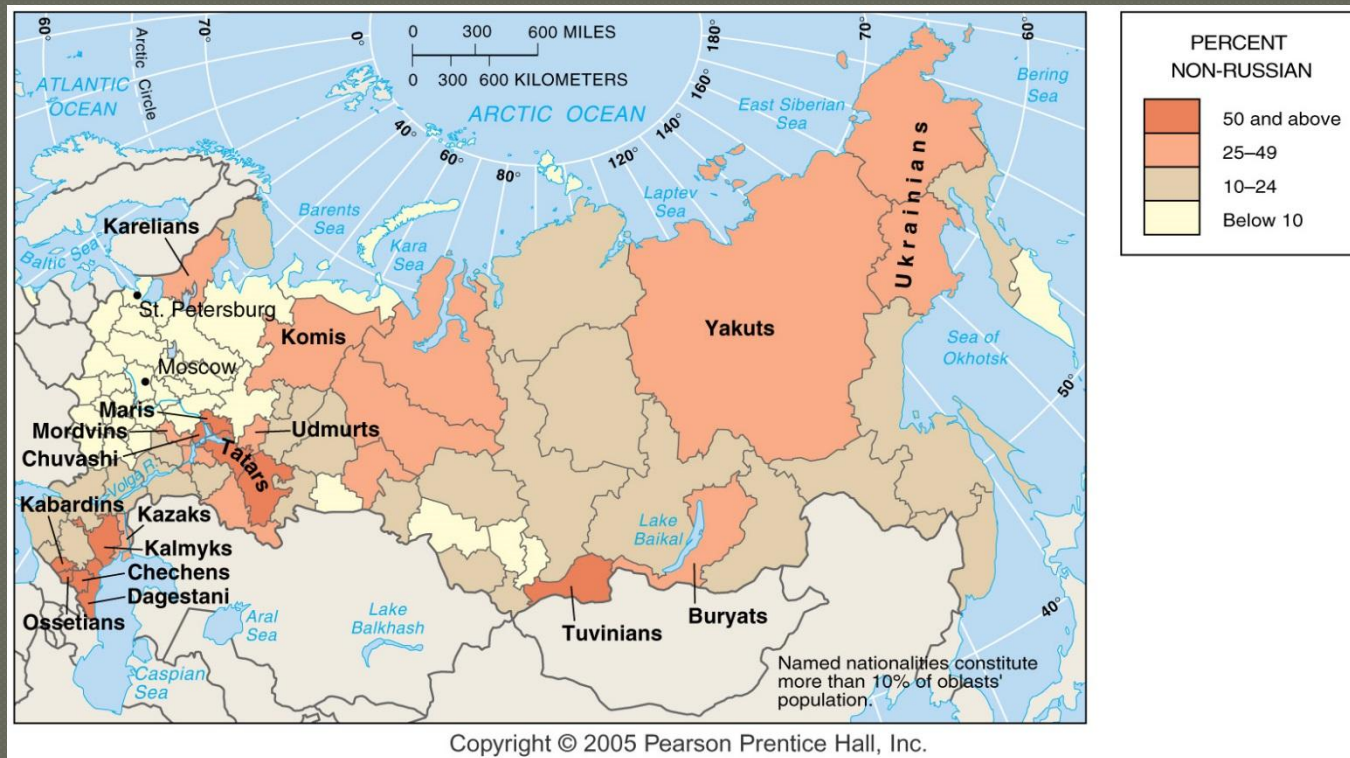 60°
Arctic Circle
70°
0°
0 300 600 MILES
0 300 600 KILOMETERS
180°
160°
140°
120°
80°
60°
40°
70°
60°
50°
40°
ATLANTIC
OCEAN
ARCTIC OCEAN
East Siberian
Sea
Bering
Sea
Laptev
Sea
Barents
Sea
Kara
Sea
Baltic Sea
Sea of
Okhotsk
Karelians
St. Petersburg
Moscow
Komis
Yakuts
Ukrainians
Maris
Mordvins
Chuvashi
Udmurts
Tatars
Volga R.
Kabardins
Kazaks
Kalmyks
Chechens
Dagestani
Ossetians
Aral
Sea
Caspian
Sea
Lake
Balkhash
Lake
Baikal
Tuvinians
Buryats
Named nationalities constitute
more than 10% of oblasts'
population.
PERCENT
NON-RUSSIAN
50 and above
25–49
10–24
Below 10
Copyright © 2005 Pearson Prentice Hall, Inc.